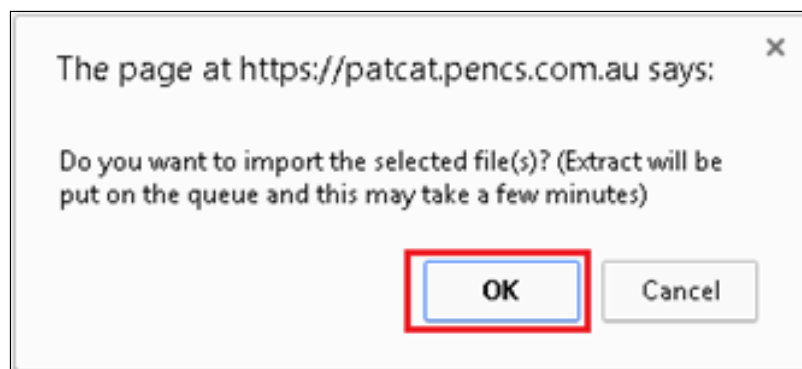 The page at https://patcat.pencs.com.au says:
Do you want to import the selected file(s)? (Extract will be
put on the queue and this may take a few minutes)
OK
Cancel